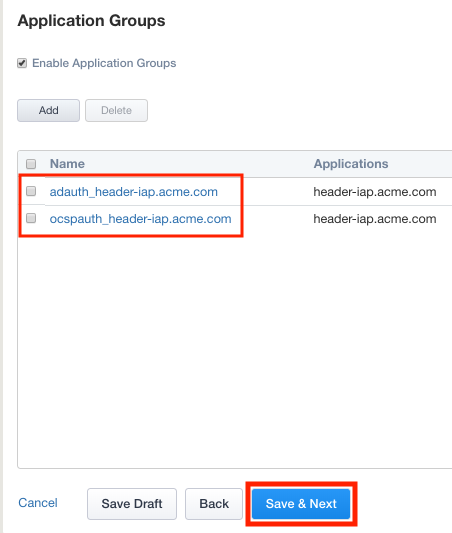 Application Groups
Enable Application Groups
Add Delete
Name Applications
adauth_header-iap.acme.com header-iap.acme.com
ocspauth_header-iap.acme.com header-iap.acme.com
Cancel Save Draft Back Save & Next